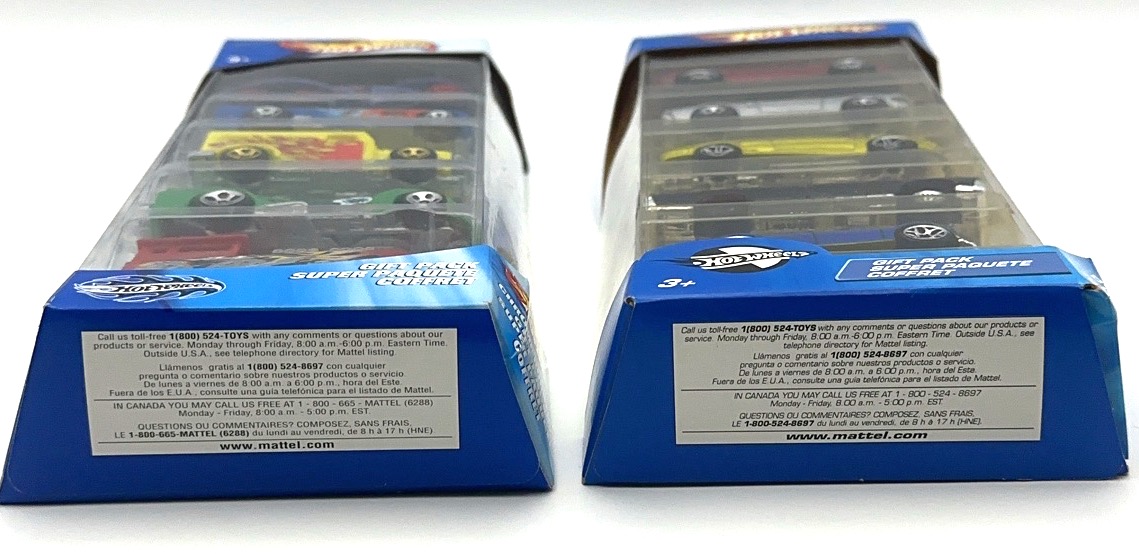 GIFT PACK
SUPER PAQUETE
COFFRET
HOT WHEELS
Call us toll-free 1(800) 524-TOYS with any comments or questions about our
products or service. Monday through Friday, 8:00 a.m.-6:00 p.m. Eastern Time.
Outside U.S.A., see telephone directory for Mattel listing
Llámenos gratis al 1(800) 524-8697 con cualquier
pregunta o comentario sobre nuestros productos o servicio.
De lunes a viernes de 8:00 a.m. a 6:00 p.m., hora del Este.
Fuera de los E.U.A., consulte una guía telefónica para el listado de Mattel.
IN CANADA YOU MAY CALL US FREE AT 1 - 800 - 665 - MATTEL (6288)
Monday - Friday, 8:00 a.m. - 5:00 p.m. EST.
QUESTIONS OU COMMENTAIRES? COMPOSEZ, SANS FRAIS,
LE 1-800-665-MATTEL (6288) du lundi au vendredi, de 8 h à 17 h (HNE)
www.mattel.com
Hot Wheels
HOT WHEELS
3+
GIFT PACK
SUPER PAQUETE
COFFRET
Call us toll-free 1(800) 524-TOYS with any comments or questions about our products or
service. Monday through Friday, 8:00 a.m.-6:00 p.m. Eastern Time. Outside U.S.A., see
telephone directory for Mattel listing
Llámenos gratis al 1(800) 524-8697 con cualquier
pregunta o comentario sobre nuestros productos o servicio.
De lunes a viernes de 8:00 a.m. a 6:00 p.m., hora del Este.
Fuera de los E.U.A., consulte una guía telefónica para el listado de Mattel.
IN CANADA YOU MAY CALL US FREE AT 1 - 800 - 524 - 8697
Monday - Friday, 8:00 a.m. - 5:00 p.m. EST.
QUESTIONS OU COMMENTAIRES? COMPOSEZ, SANS FRAIS,
LE 1-800-524-8697 du lundi au vendredi, de 8 h à 17 h (HNE).
www.mattel.com